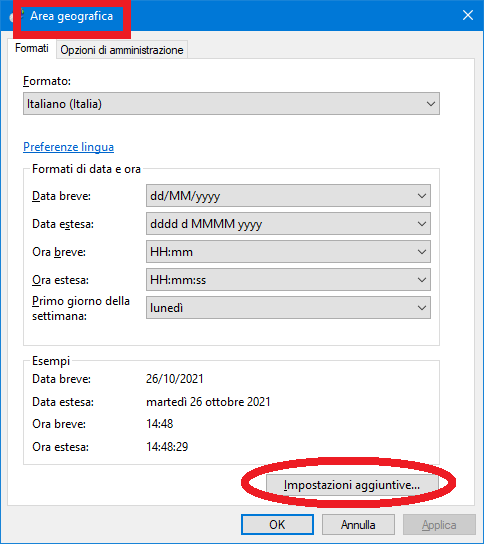 Area geografica
Formati
Opzioni di amministrazione
Formato:
Italiano (Italia)
Preferenze lingua
Formati di data e ora
Data breve:
dd/MM/yyyy
Data estesa:
dddd d MMMM yyyy
Ora breve:
HH:mm
Ora estesa:
HH:mm:ss
Primo giorno della
settimana:
lunedì
Esempi
Data breve:
26/10/2021
Data estesa:
martedì 26 ottobre 2021
Ora breve:
14:48
Ora estesa:
14:48:29
Impostazioni aggiuntive...
OK
Annulla
Applica